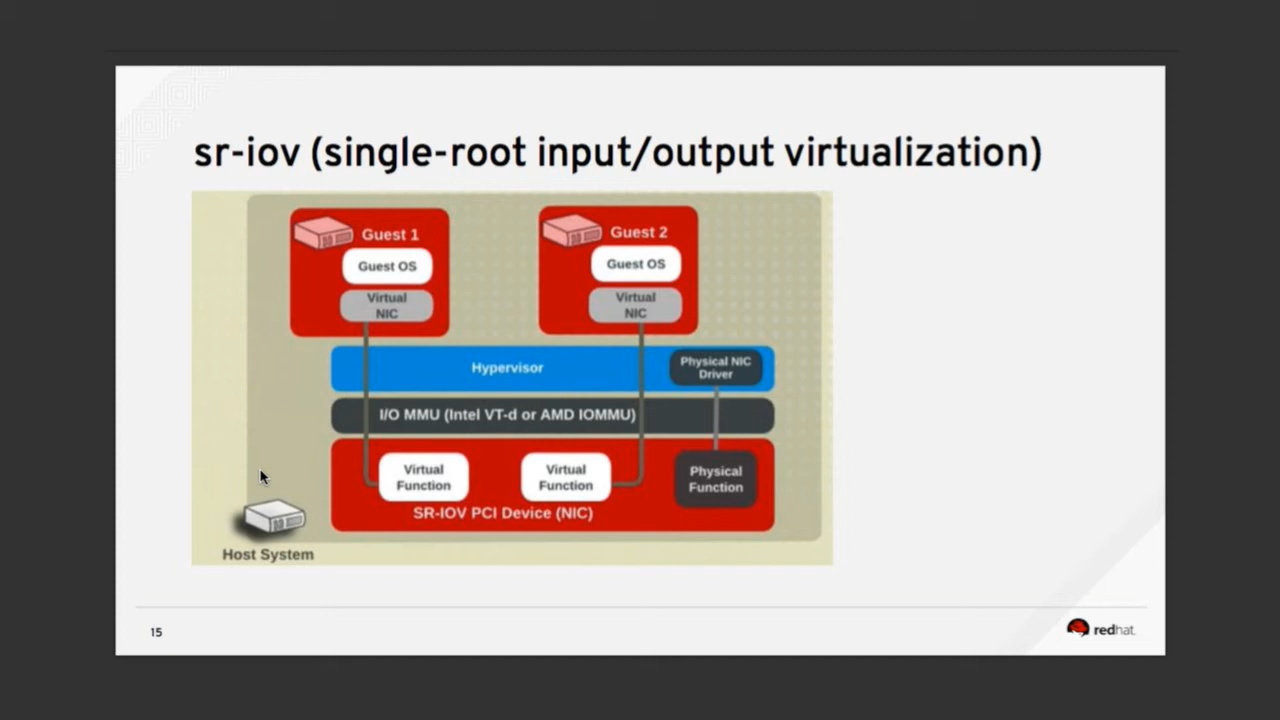 sr-iov (single-root input/output virtualization)
Guest 1
Guest OS
Virtual
NIC
Guest 2
Guest OS
Virtual
NIC
Hypervisor
Physical NIC
Driver
I/O MMU (Intel VT-d or AMD IOMMU)
Virtual
Function
Virtual
Function
Physical
Function
SR-IOV PCI Device (NIC)
Host System
15
redhat.